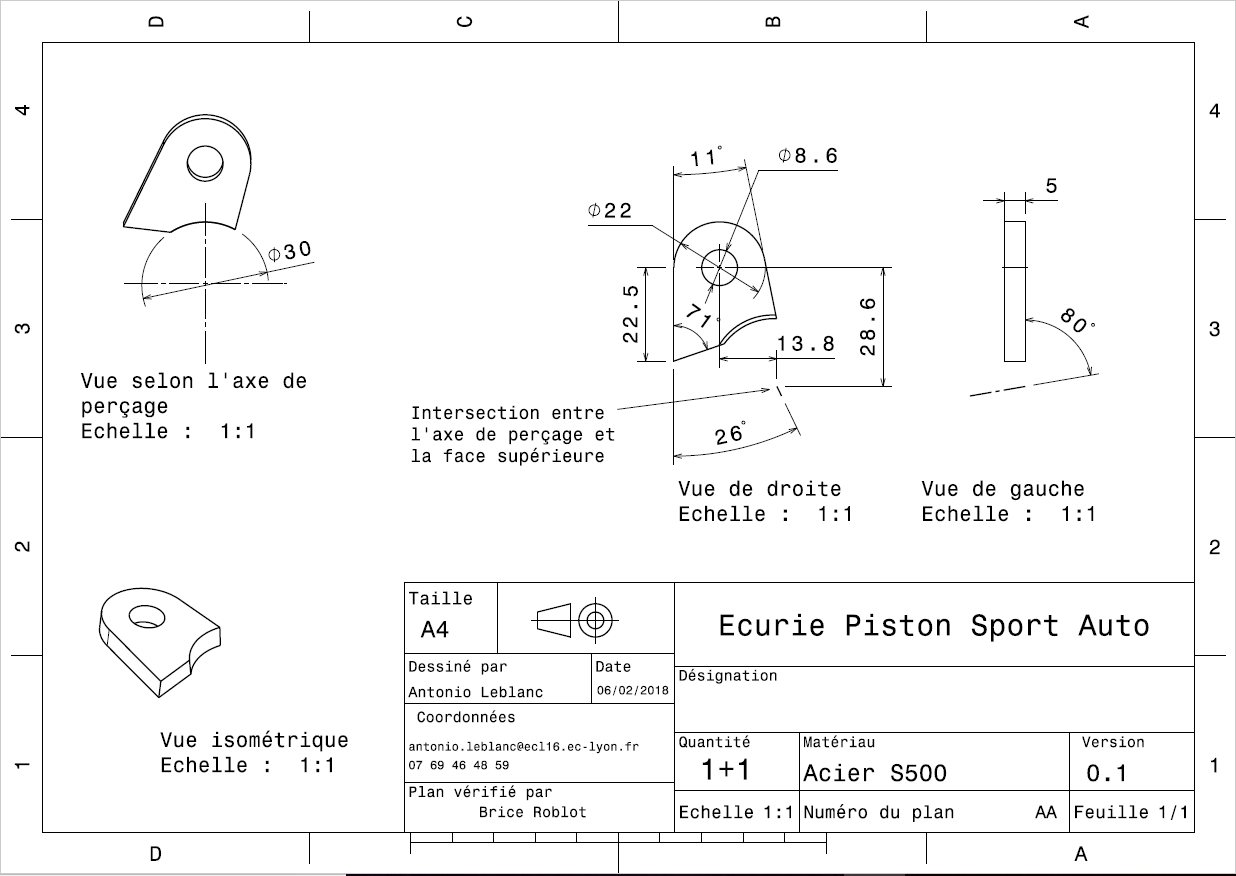 D
C
B
A
4
4
11°
Ø8.6
5
Ø22
Ø30
22.5
71°
28.6
80°
3
3
13.8
Vue selon l'axe de
perçage
Echelle : 1:1
Intersection entre
l'axe de perçage et
la face supérieure
26°
Vue de droite
Echelle : 1:1
Vue de gauche
Echelle : 1:1
2
2
Vue isométrique
Echelle : 1:1
Taille
A4
Ecurie Piston Sport Auto
Dessiné par
Antonio Leblanc
Date
06/02/2018
Désignation
Coordonnées
antonio.leblanc@ecl16.ec-lyon.fr
07 69 46 48 59
Quantité
1+1
Matériau
Acier S500
Version
0.1
Plan vérifié par
Brice Roblot
Echelle 1:1
Numéro du plan AA
Feuille 1/1
1
1
D
A